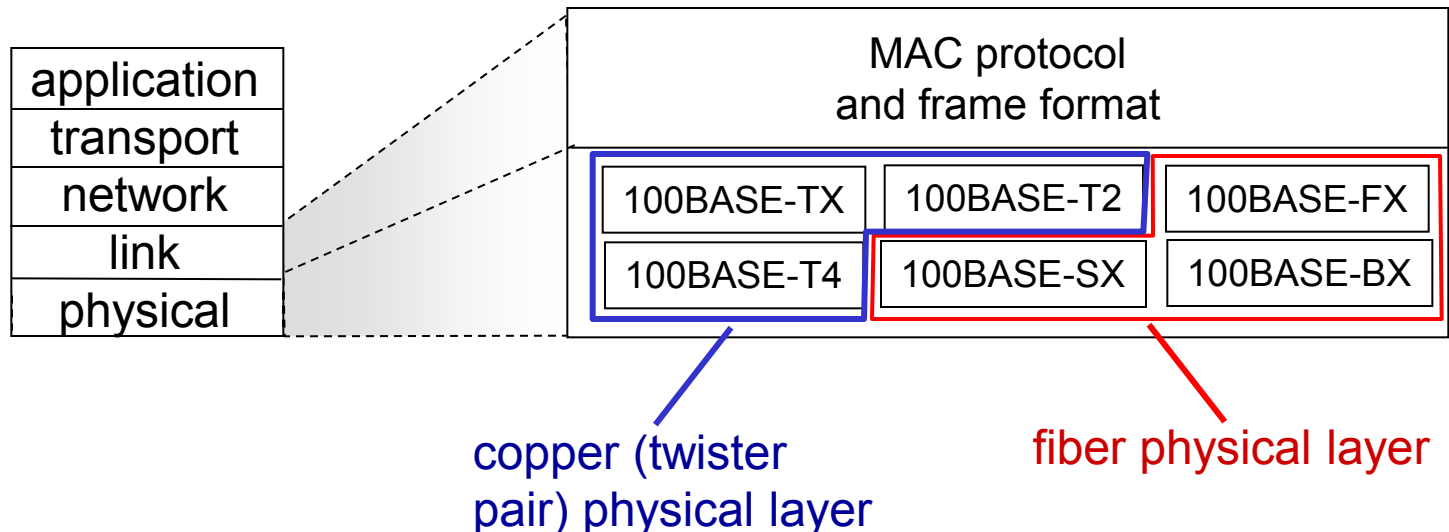 application
transport
network
link
physical
MAC protocol
and frame format
100BASE-TX
100BASE-T2
100BASE-FX
100BASE-T4
100BASE-SX
100BASE-BX
copper (twister
pair) physical layer
fiber physical layer